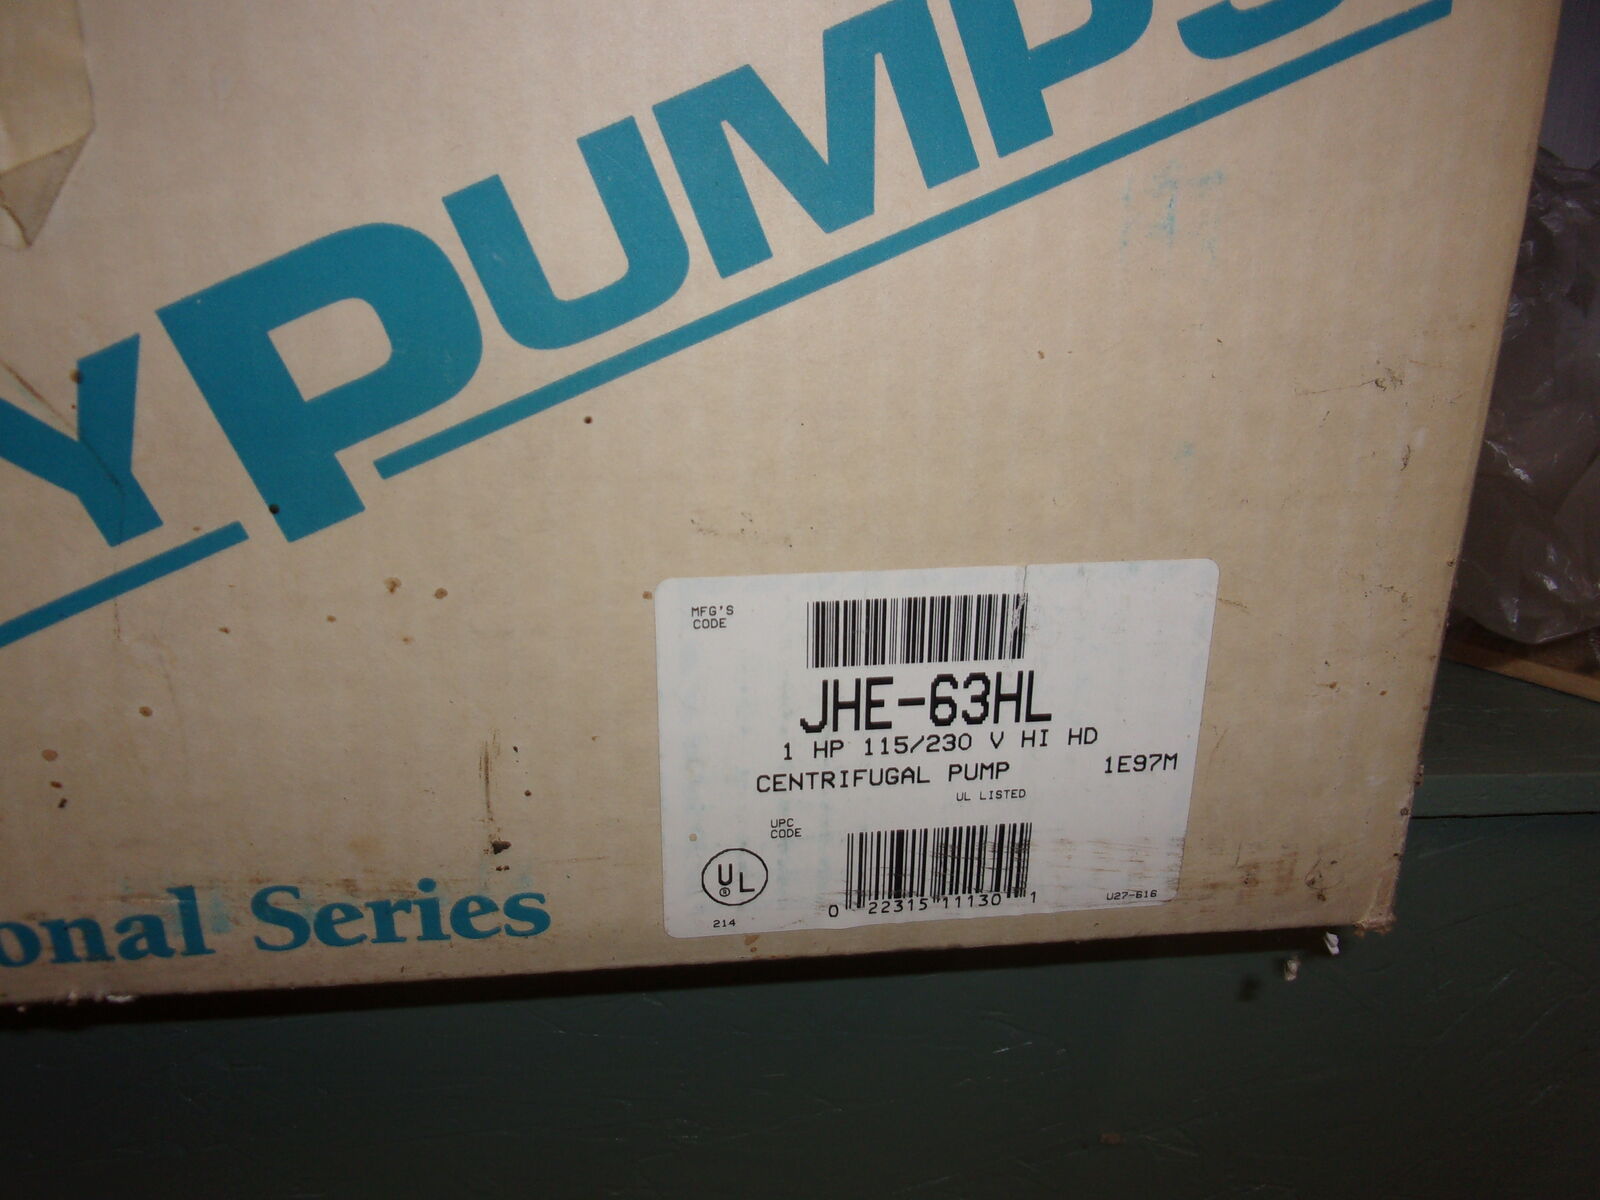 Y PUMPS
MFG'S
CODE
JHE-63HL
1 HP 115/230 V HI HD
CENTRIFUGAL PUMP
1E97M
UL LISTED
UPC
CODE
UL
®
214
0 22315 11130 1
U27-616
onal Series